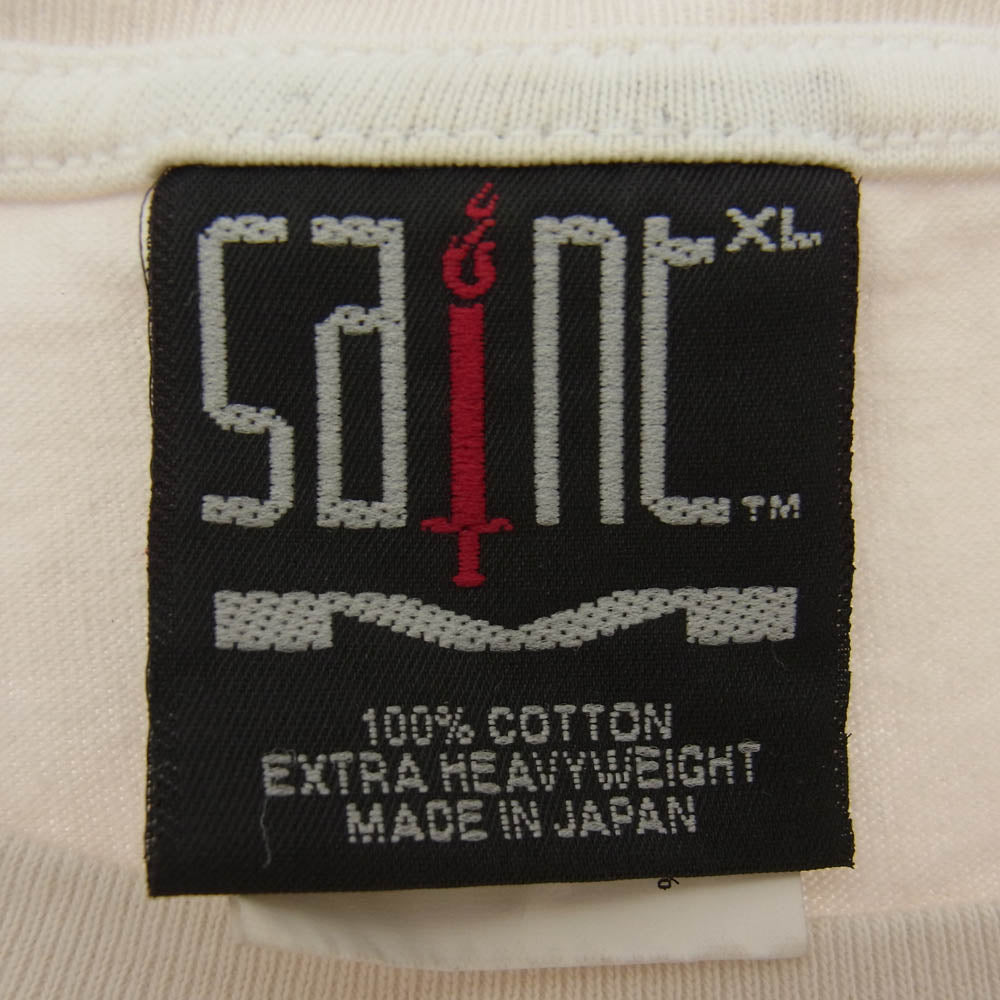 SaINt XL
TM
100% COTTON
EXTRA HEAVYWEIGHT
MADE IN JAPAN
%